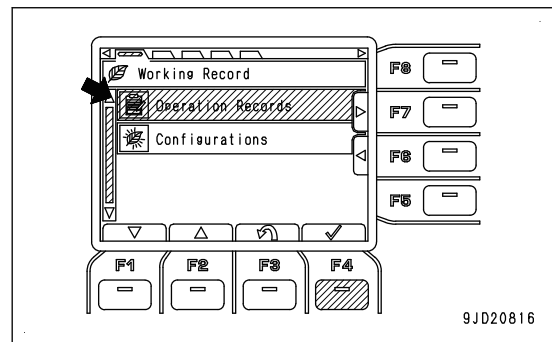 Working Record
F8
Operation Records
F7
Configurations
F6
F5
F1 F2 F3 F4
9JD20816